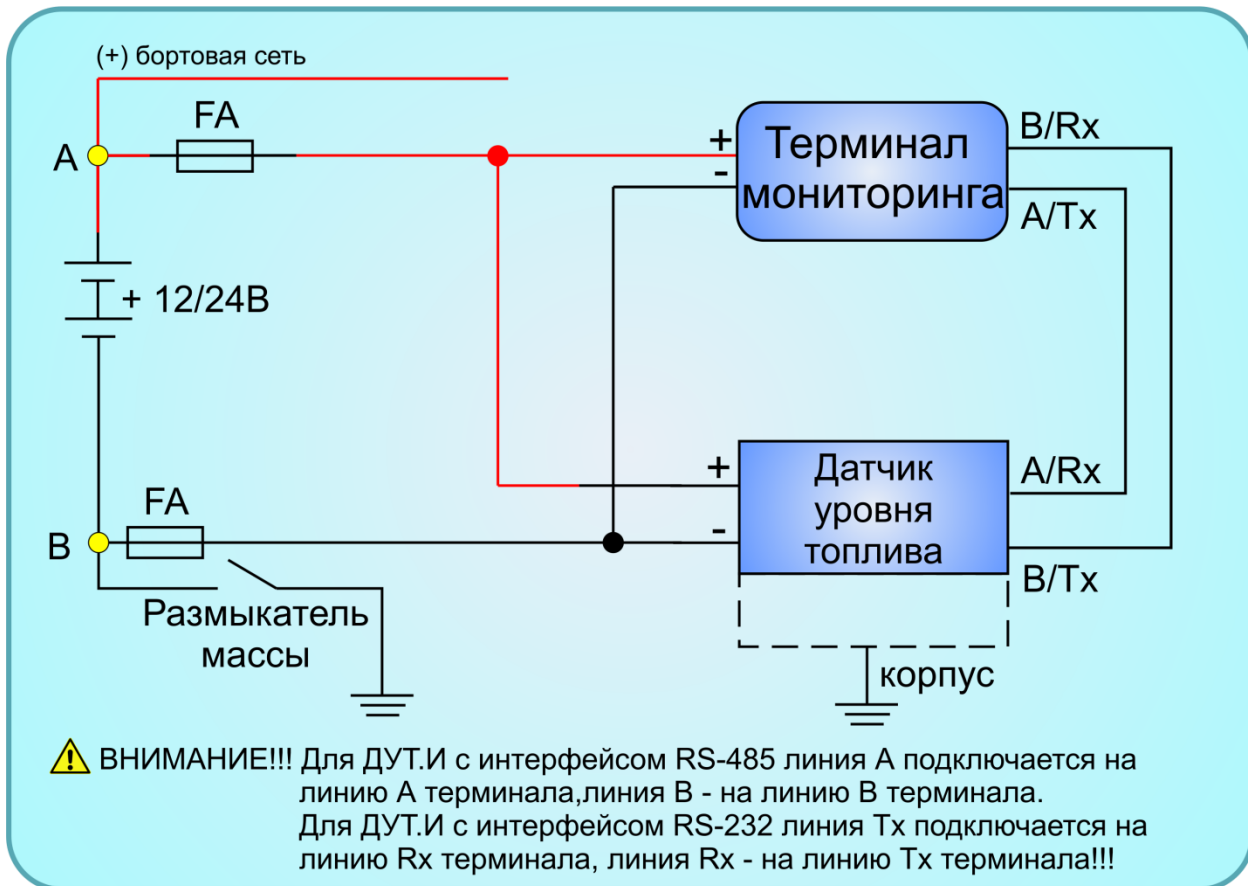 (+) бортовая сеть
FA
A
+
-
Терминал
мониторинга
B/Rx
A/Tx
+ 12/24В
FA
B
Размыкатель
массы
+
-
Датчик
уровня
топлива
A/Rx
B/Tx
корпус
ВНИМАНИЕ!!! Для ДУТ.И с интерфейсом RS-485 линия А подключается на
линию А терминала,линия В - на линию В терминала.
Для ДУТ.И с интерфейсом RS-232 линия Tx подключается на
линию Rx терминала, линия Rx - на линию Tx терминала!!!